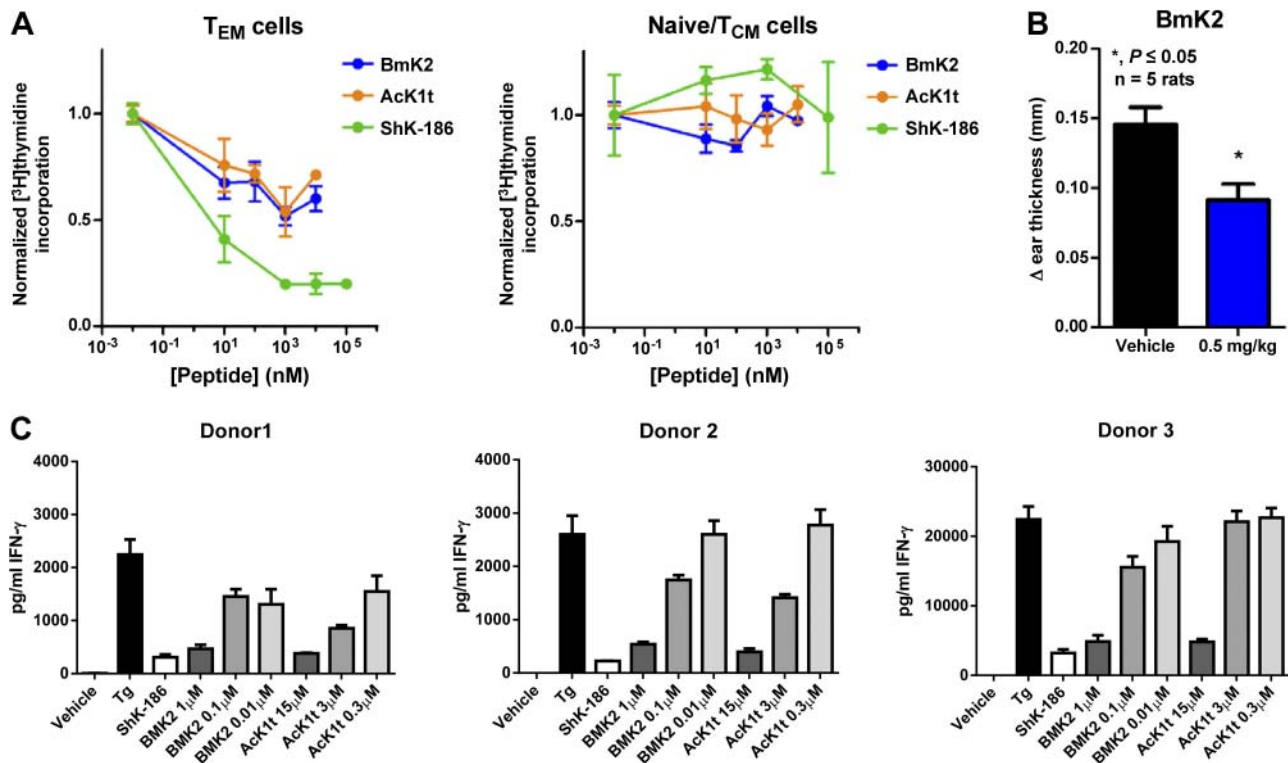 A
T_EM cells
Normalized [³H]thymidine
incorporation
1.0
0.5
0.0
10⁻³ 10⁻¹ 10¹ 10³ 10⁵
[Peptide] (nM)
BmK2
AcK1t
ShK-186
Naive/T_CM cells
Normalized [³H]thymidine
incorporation
1.0
0.5
0.0
10⁻³ 10⁻¹ 10¹ 10³ 10⁵
[Peptide] (nM)
BmK2
AcK1t
ShK-186
B
BmK2
*, P ≤ 0.05
n = 5 rats
Δ ear thickness (mm)
0.20
0.15
0.10
0.05
0.00
*
Vehicle 0.5 mg/kg
C
Donor1
pg/ml IFN-γ
4000
3000
2000
1000
0
Vehicle
Tg
ShK-186
BMK2 1μM
BMK2 0.1μM
BMK2 0.01μM
AcK1t 15μM
AcK1t 3μM
AcK1t 0.3μM
Donor 2
pg/ml IFN-γ
4000
3000
2000
1000
0
Vehicle
Tg
ShK-186
BMK2 1μM
BMK2 0.1μM
BMK2 0.01μM
AcK1t 15μM
AcK1t 3μM
AcK1t 0.3μM
Donor 3
pg/ml IFN-γ
30000
20000
10000
0
Vehicle
Tg
ShK-186
BMK2 1μM
BMK2 0.1μM
BMK2 0.01μM
AcK1t 15μM
AcK1t 3μM
AcK1t 0.3μM